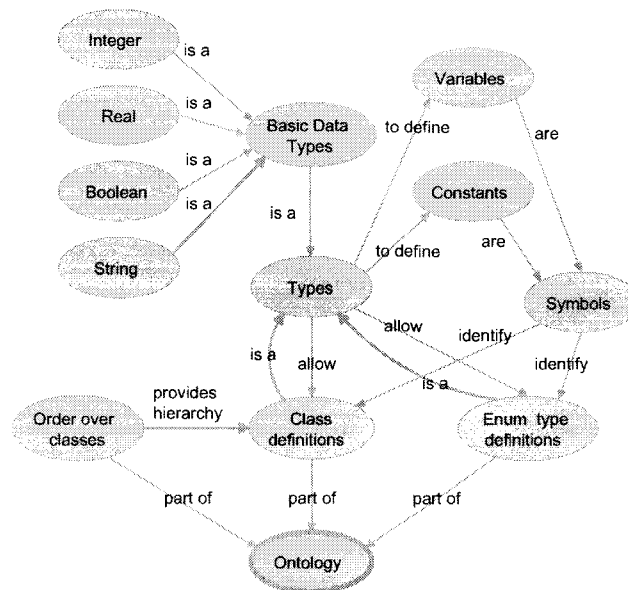 Integer
is a
Variables
Real
is a
Basic Data
Types
to define
are
is a
Boolean
Constants
is a
is a
String
to define
are
Types
Symbols
allow
identify
is a
allow
is a
identify
provides
hierarchy
Order over
classes
Class
definitions
Enum type
definitions
part of
part of
part of
Ontology